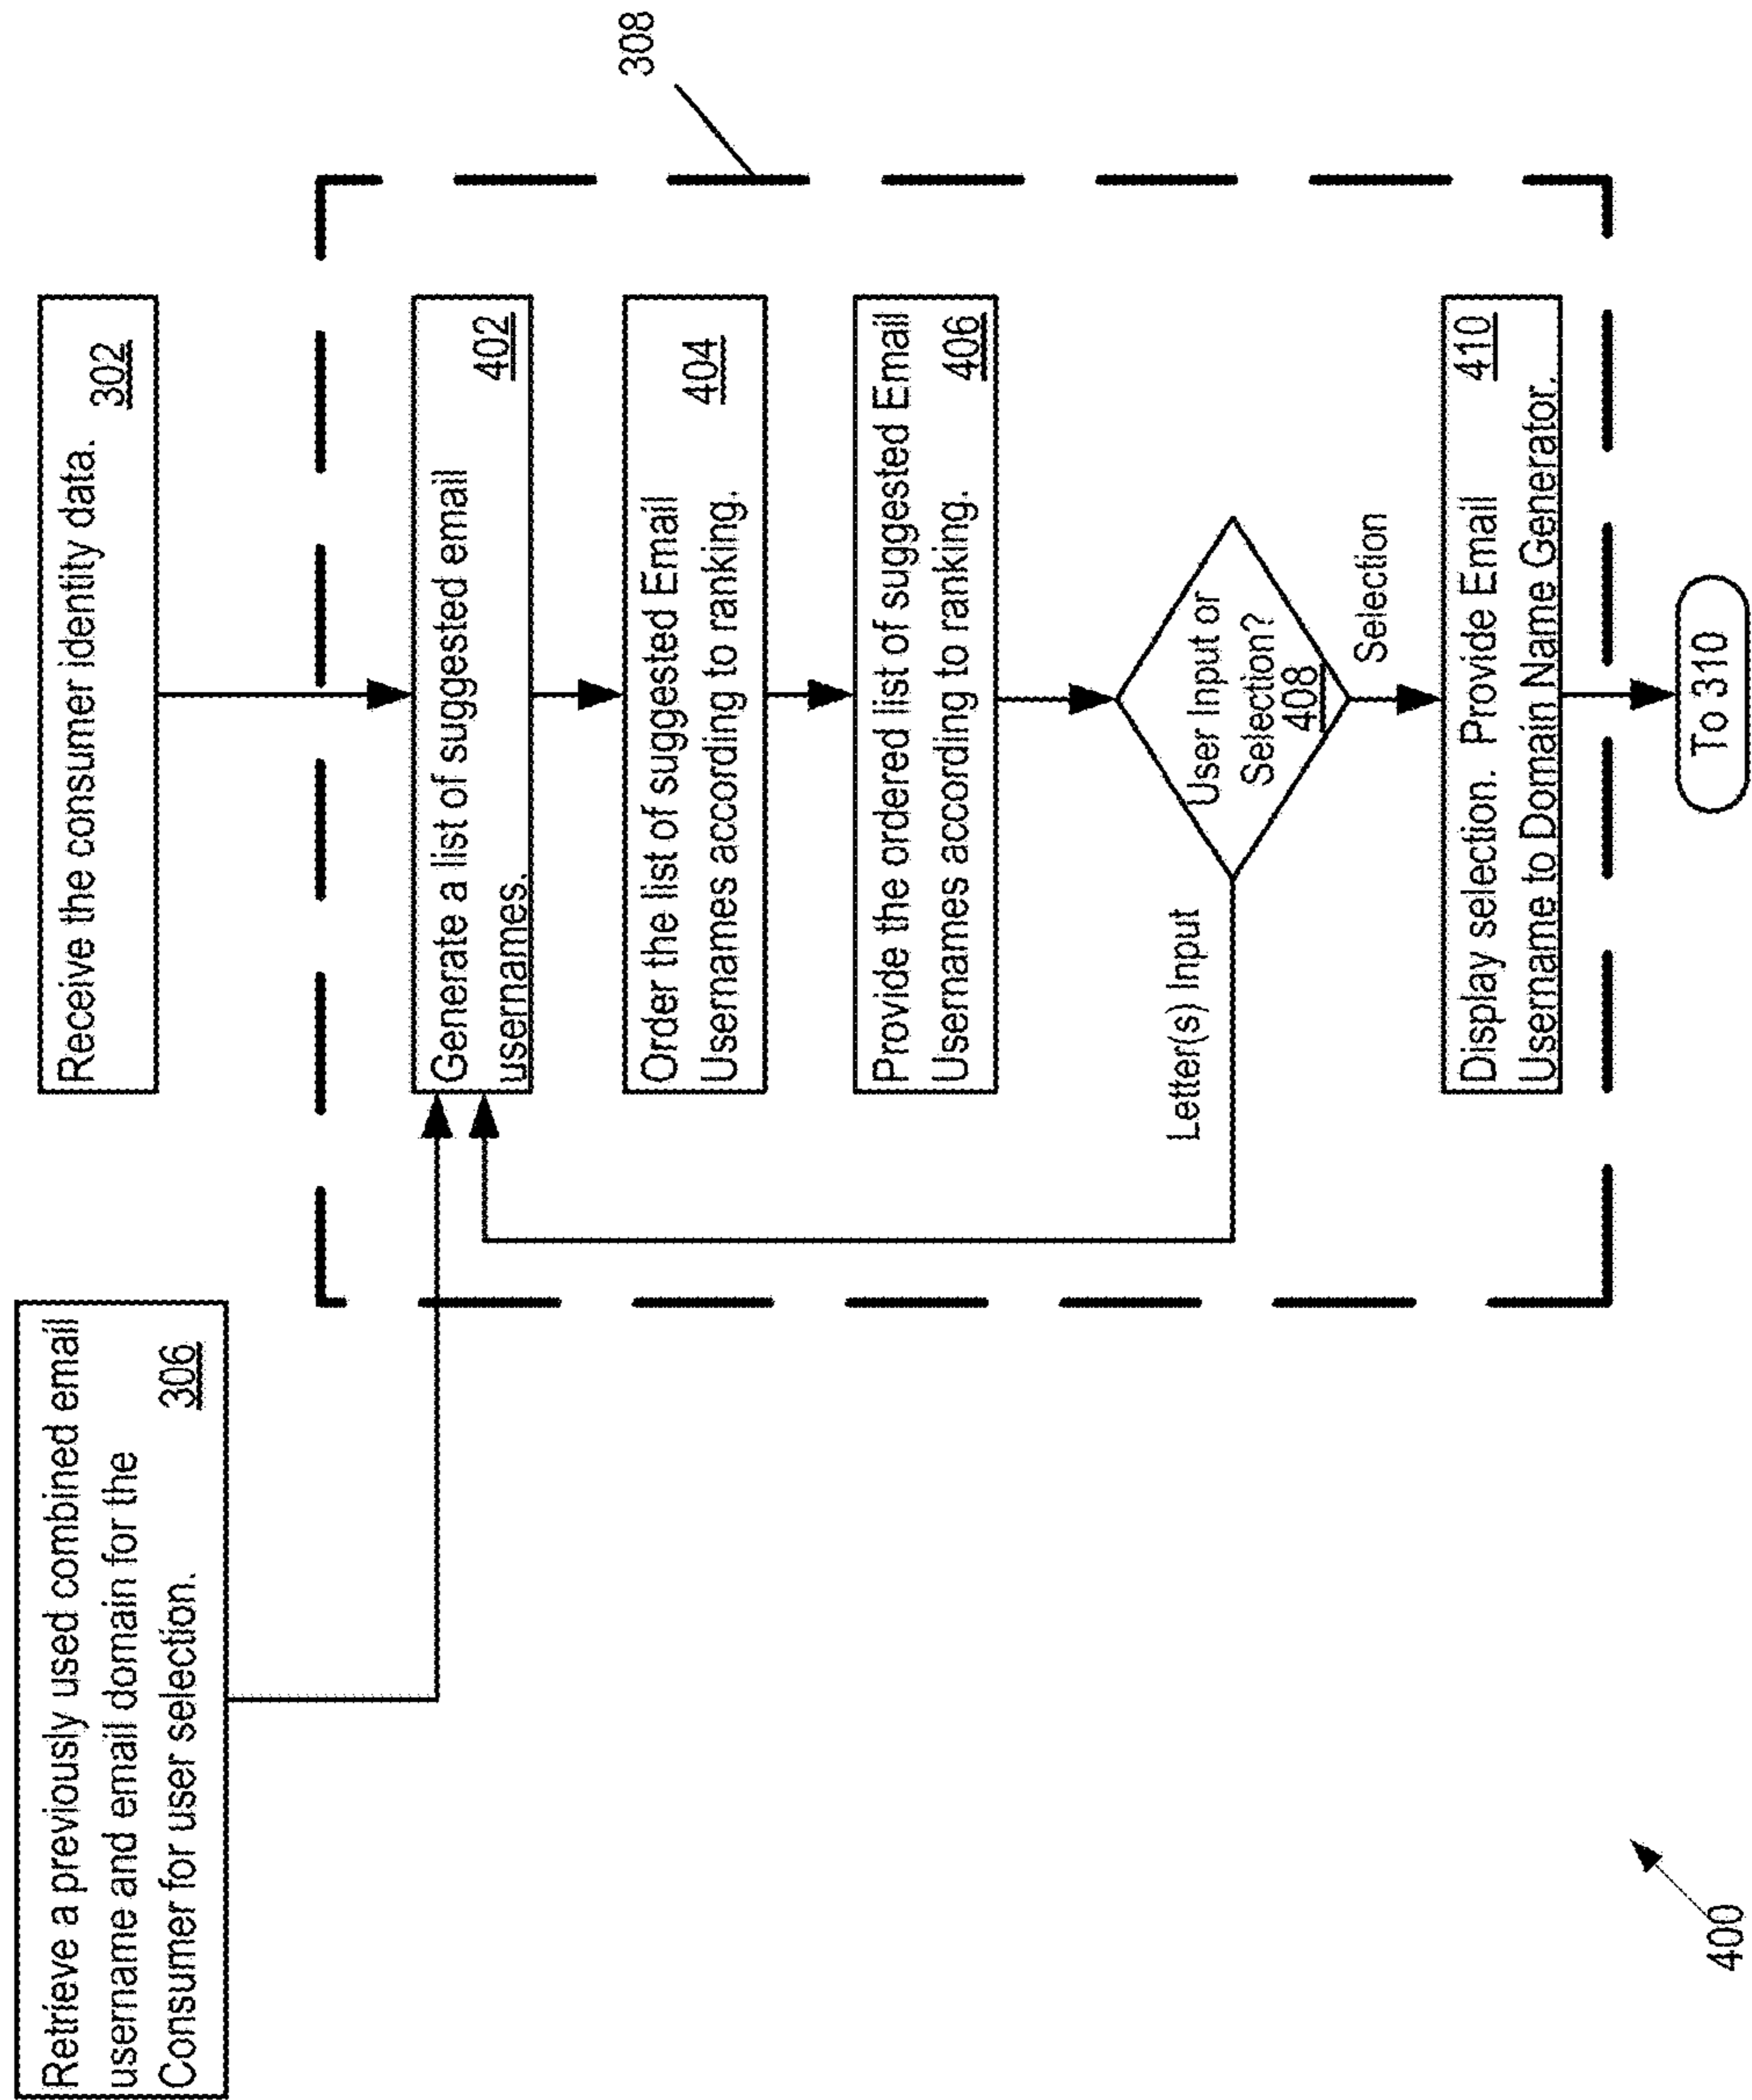 Retrieve a previously used combined email
username and email domain for the
Consumer for user selection.
306
Receive the consumer identity data.
302
308
Generate a list of suggested email
usernames.
402
Order the list of suggested Email
Usernames according to ranking.
404
Provide the ordered list of suggested Email
Usernames according to ranking.
406
User Input or
Selection?
408
Letter(s) Input
Selection
Display selection.  Provide Email
Username to Domain Name Generator.
410
To 310
400